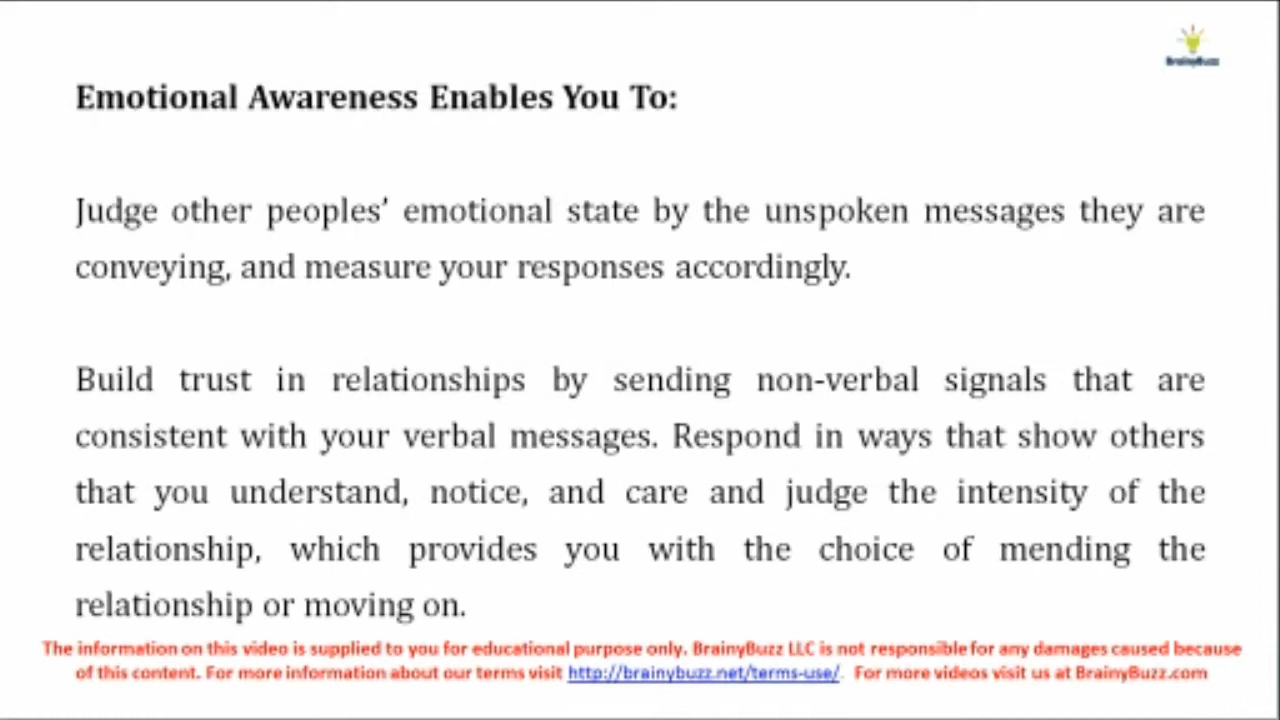 BrainyBuzz
Emotional Awareness Enables You To:
Judge other peoples’ emotional state by the unspoken messages they are
conveying, and measure your responses accordingly.
Build trust in relationships by sending non-verbal signals that are
consistent with your verbal messages. Respond in ways that show others
that you understand, notice, and care and judge the intensity of the
relationship, which provides you with the choice of mending the
relationship or moving on.
The information on this video is supplied to you for educational purpose only. BrainyBuzz LLC is not responsible for any damages caused because
of this content. For more information about our terms visit http://brainybuzz.net/terms-use/. For more videos visit us at BrainyBuzz.com